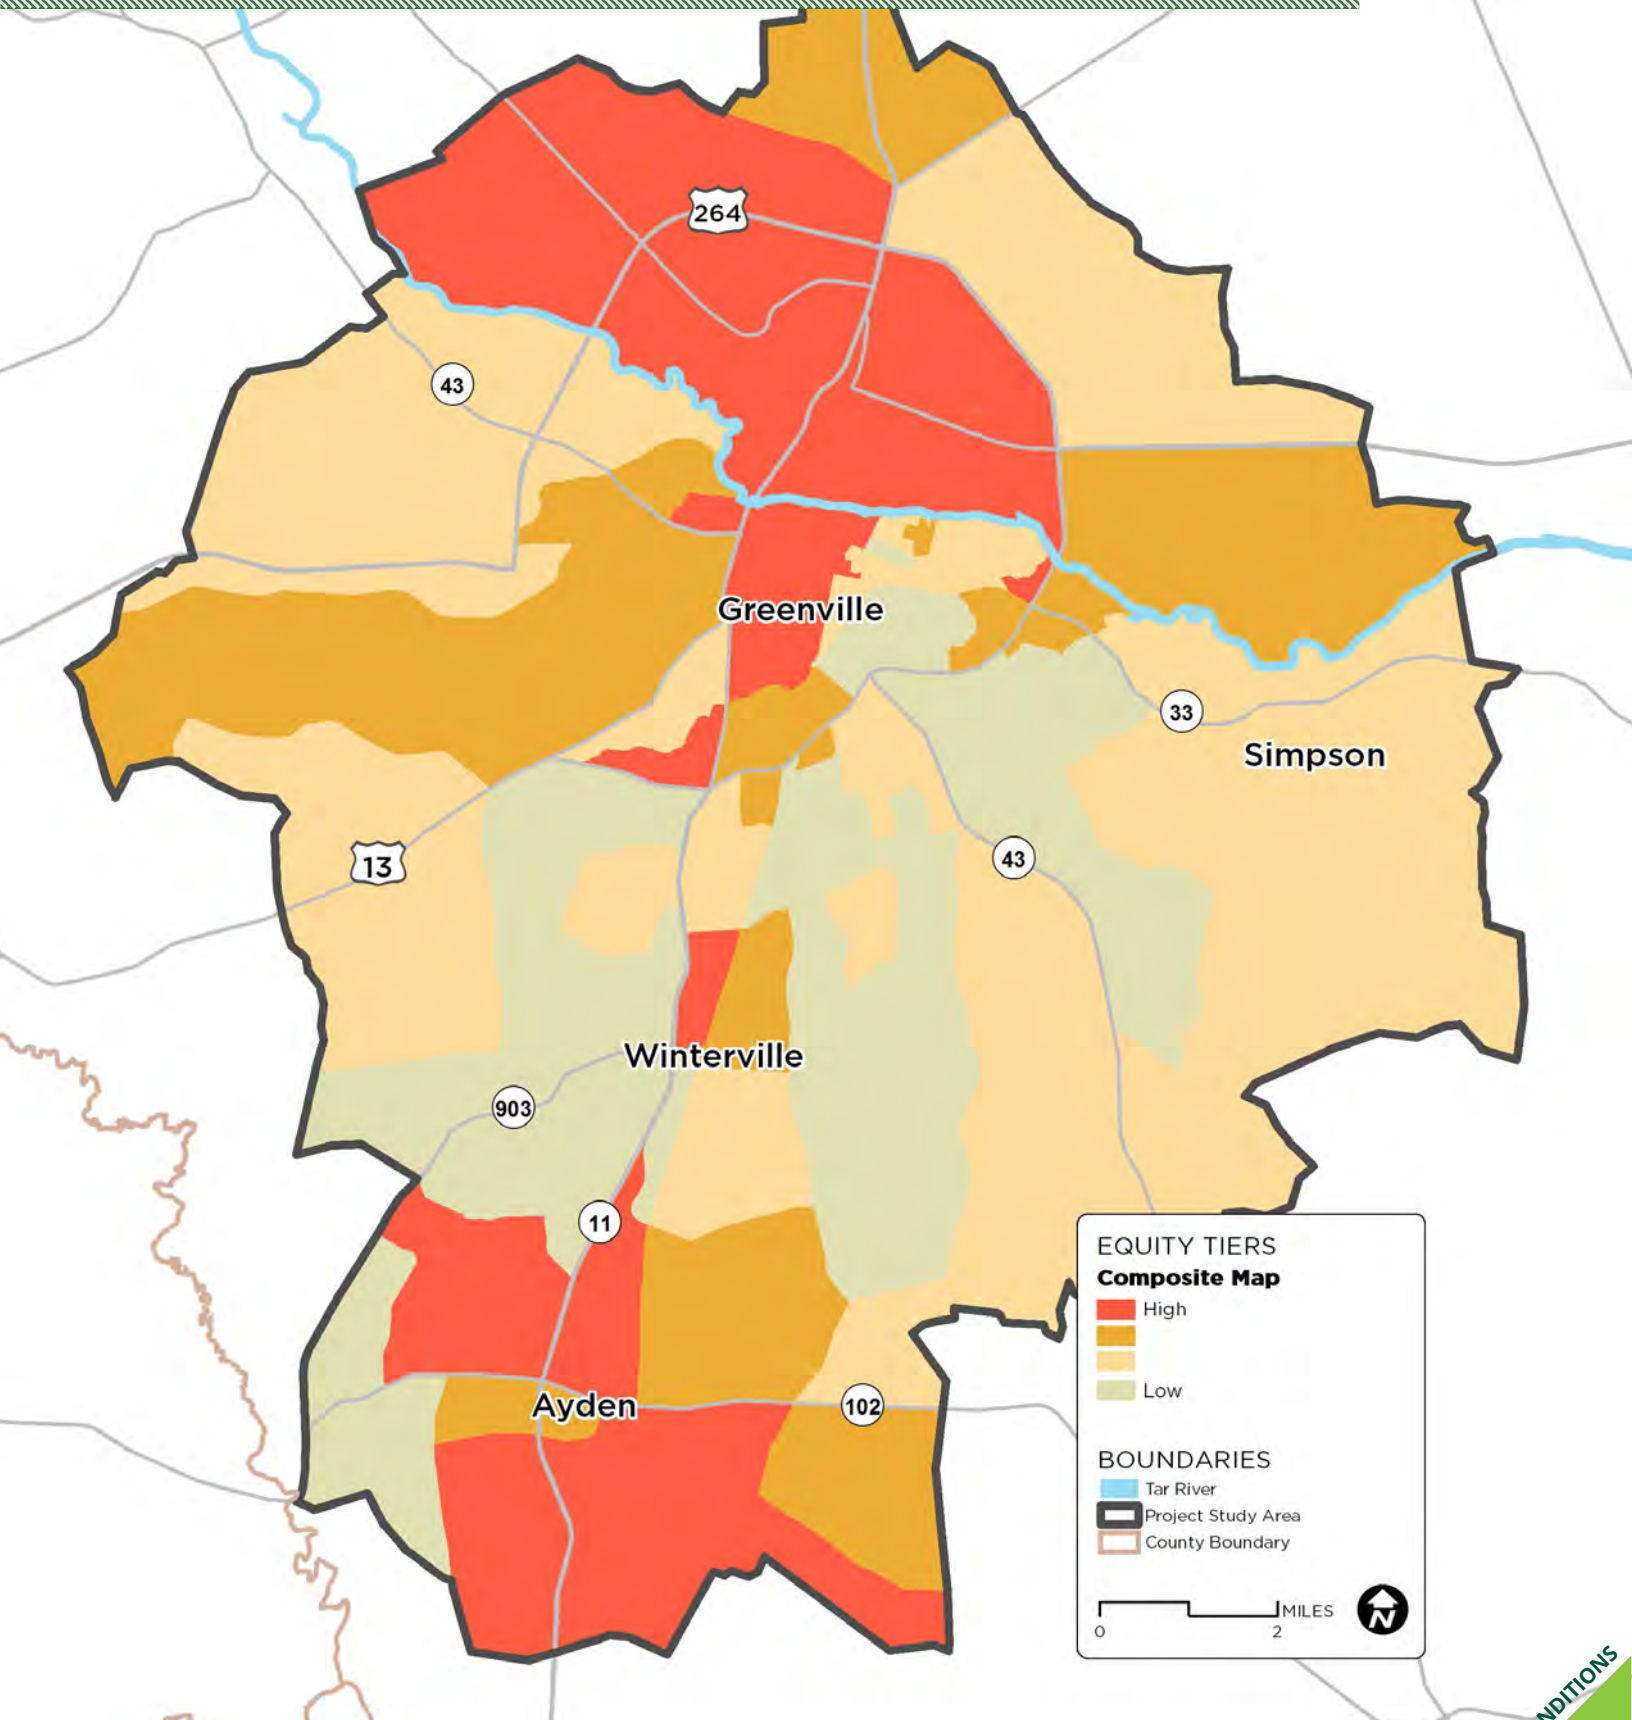 264
43
Greenville
33
Simpson
13
43
Winterville
903
11
EQUITY TIERS
Composite Map
High
Low
Ayden
102
BOUNDARIES
Tar River
Project Study Area
County Boundary
MILES
0
2
N
NDITIONS